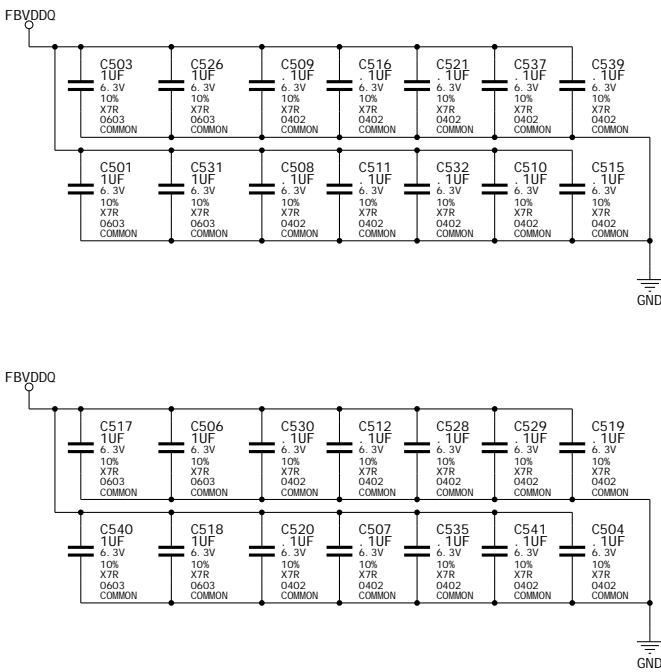 FBVDDQ
C503 C526 C509 C516 C521 C537 C539
1UF 1UF .1UF .1UF .1UF .1UF .1UF
6.3V 6.3V 6.3V 6.3V 6.3V 6.3V 6.3V
10% 10% 10% 10% 10% 10% 10%
X7R X7R X7R X7R X7R X7R X7R
0603 0603 0402 0402 0402 0402 0402
COMMON COMMON COMMON COMMON COMMON COMMON COMMON
C501 C531 C508 C511 C532 C510 C515
1UF 1UF .1UF .1UF .1UF .1UF .1UF
6.3V 6.3V 6.3V 6.3V 6.3V 6.3V 6.3V
10% 10% 10% 10% 10% 10% 10%
X7R X7R X7R X7R X7R X7R X7R
0603 0603 0402 0402 0402 0402 0402
COMMON COMMON COMMON COMMON COMMON COMMON COMMON
GND
FBVDDQ
C517 C506 C530 C512 C528 C529 C519
1UF 1UF .1UF .1UF .1UF .1UF .1UF
6.3V 6.3V 6.3V 6.3V 6.3V 6.3V 6.3V
10% 10% 10% 10% 10% 10% 10%
X7R X7R X7R X7R X7R X7R X7R
0603 0603 0402 0402 0402 0402 0402
COMMON COMMON COMMON COMMON COMMON COMMON COMMON
C540 C518 C520 C507 C535 C541 C504
1UF 1UF .1UF .1UF .1UF .1UF .1UF
6.3V 6.3V 6.3V 6.3V 6.3V 6.3V 6.3V
10% 10% 10% 10% 10% 10% 10%
X7R X7R X7R X7R X7R X7R X7R
0603 0603 0402 0402 0402 0402 0402
COMMON COMMON COMMON COMMON COMMON COMMON COMMON
GND